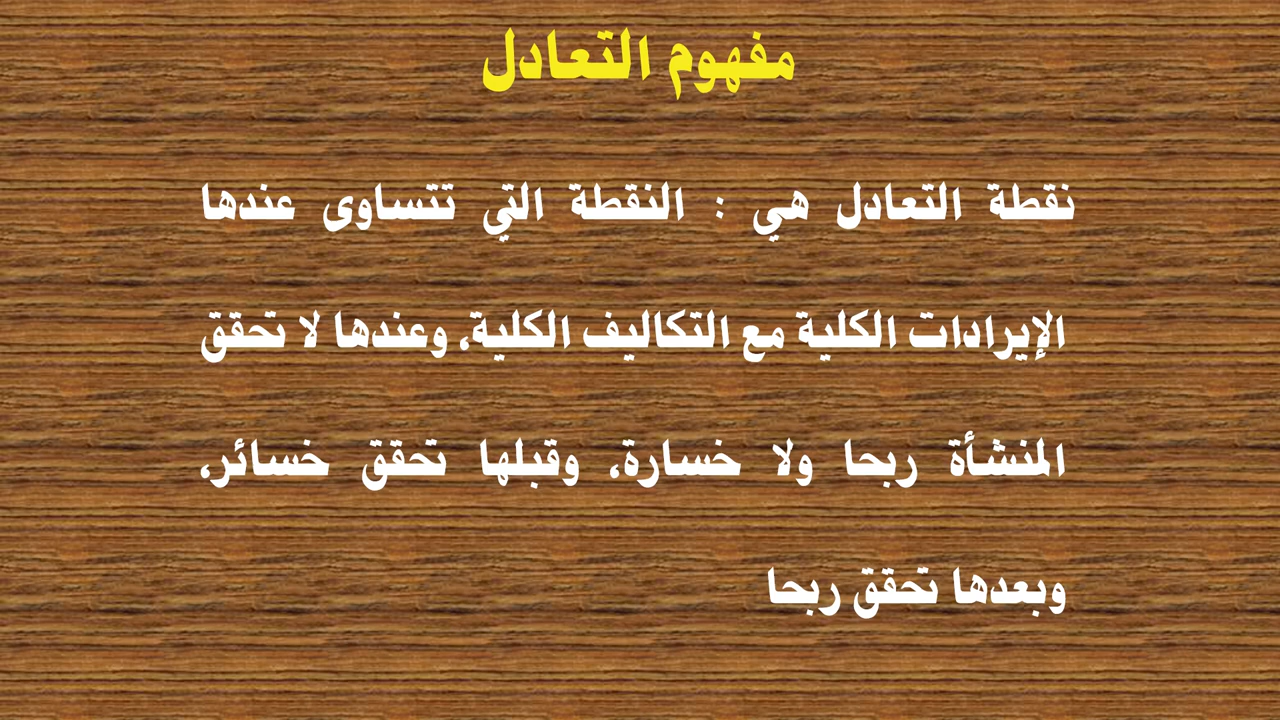 مفهوم التعادل
نقطة التعادل هي : النقطة التي تتساوى عندها
الإيرادات الكلية مع التكاليف الكلية، وعندها لا تحقق
المنشأة ربحا ولا خسارة، وقبلها تحقق خسائر،
وبعدها تحقق ربحا